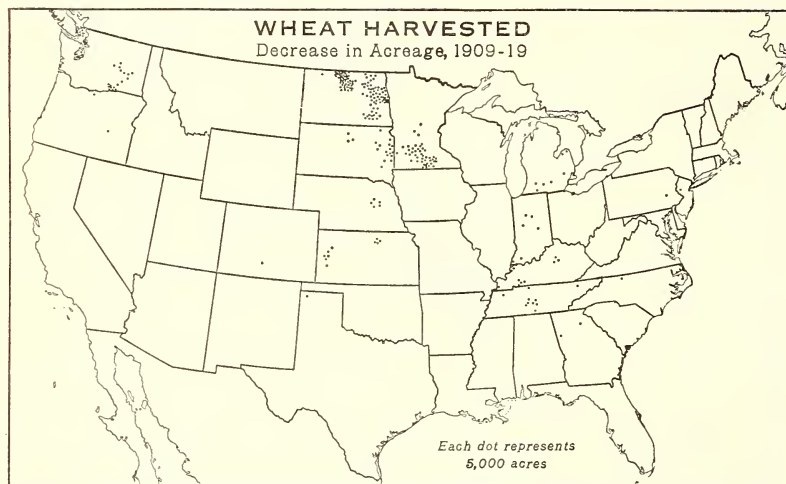 WHEAT HARVESTED
Decrease in Acreage, 1909-19
Each dot represents
5,000 acres